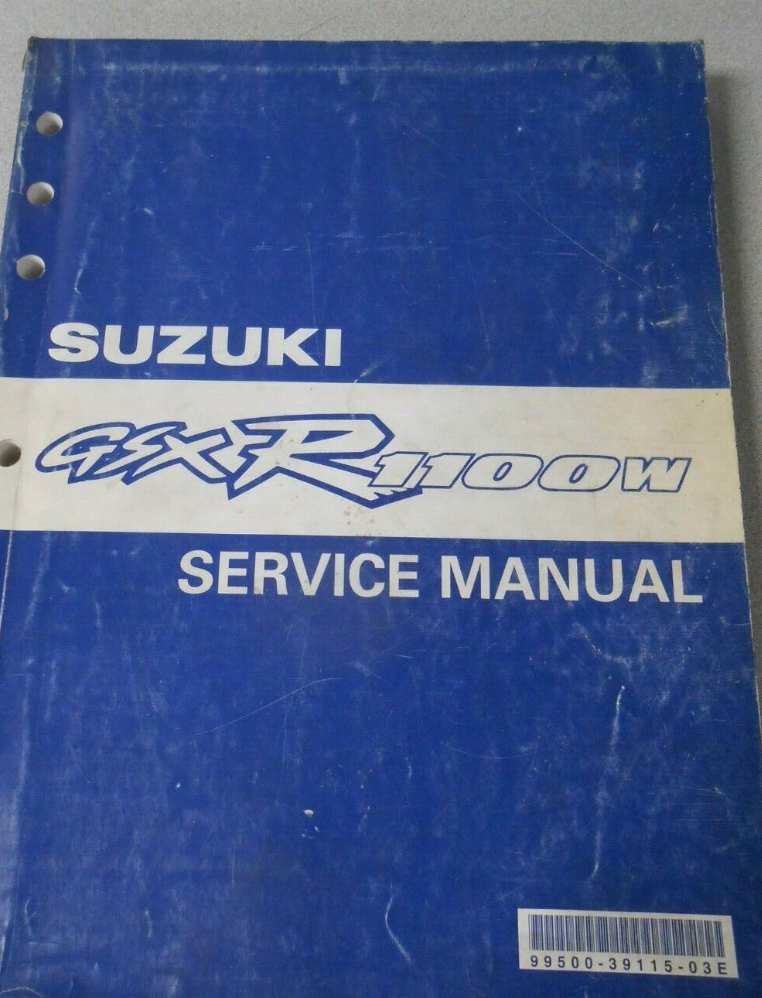 SUZUKI
GSX-R1100W
SERVICE MANUAL
99500-39115-03E